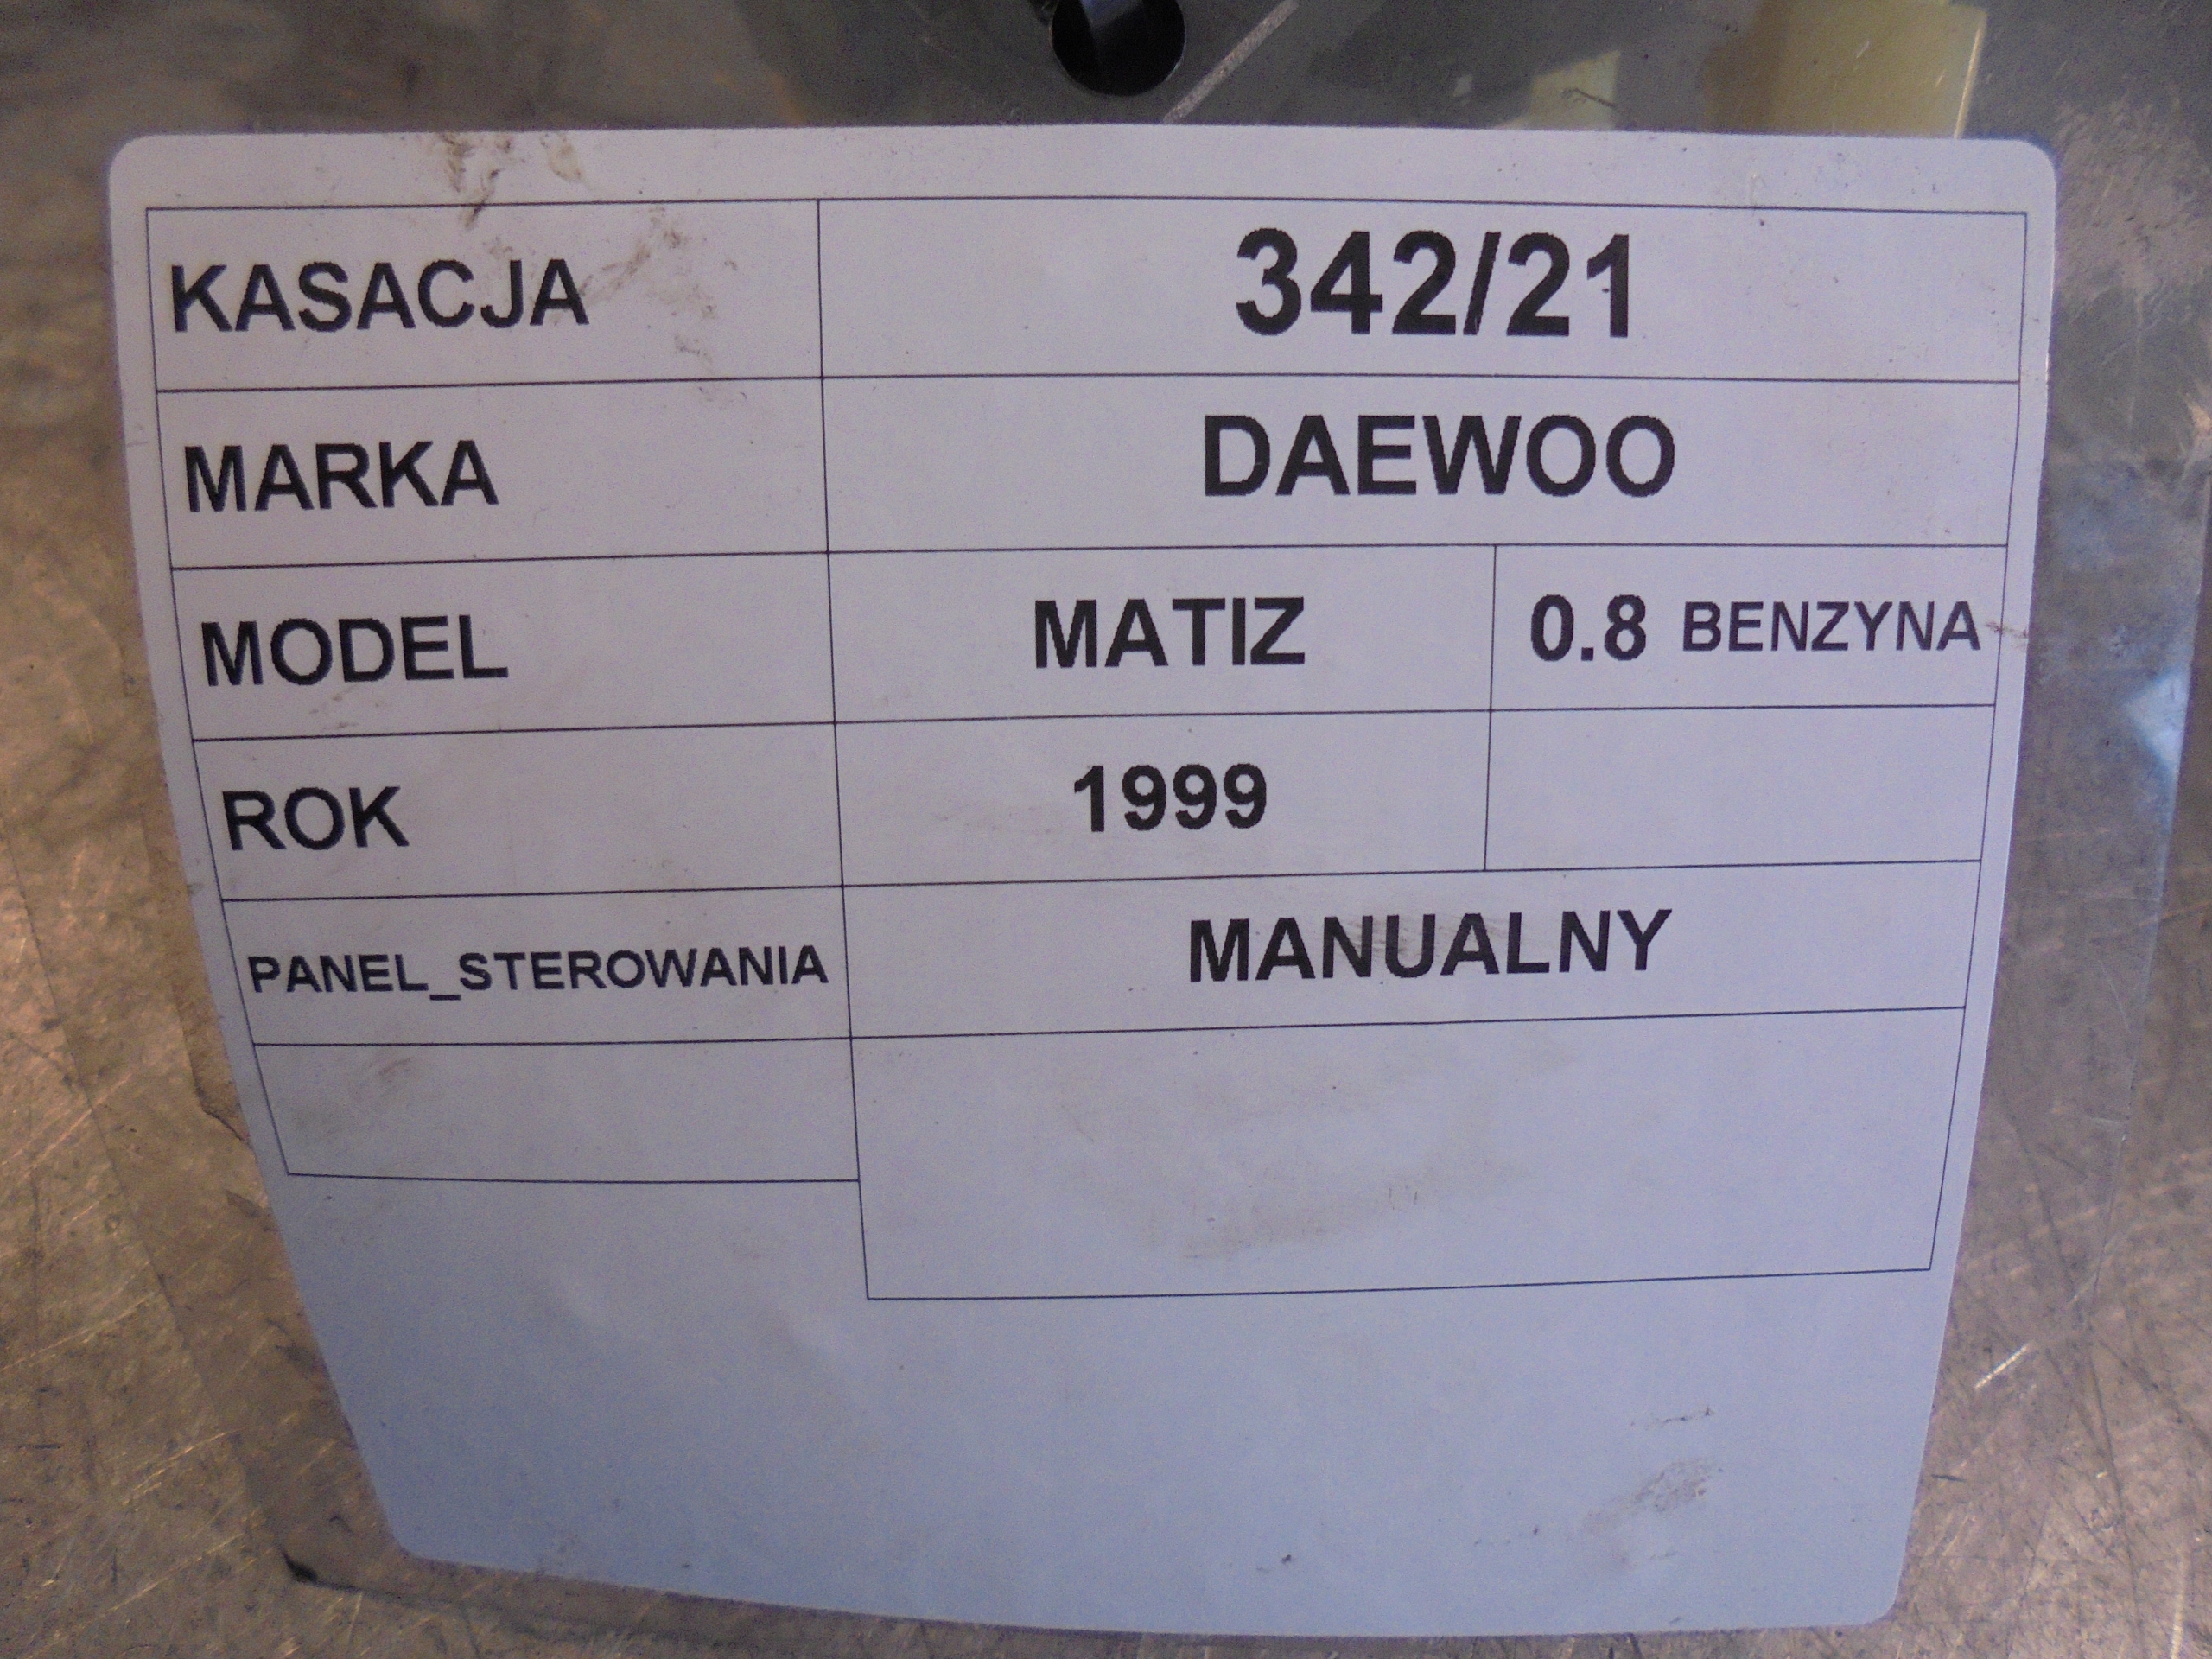 KASACJA 342/21
MARKA DAEWOO
MODEL MATIZ 0.8 BENZYNA
ROK 1999
PANEL_STEROWANIA MANUALNY